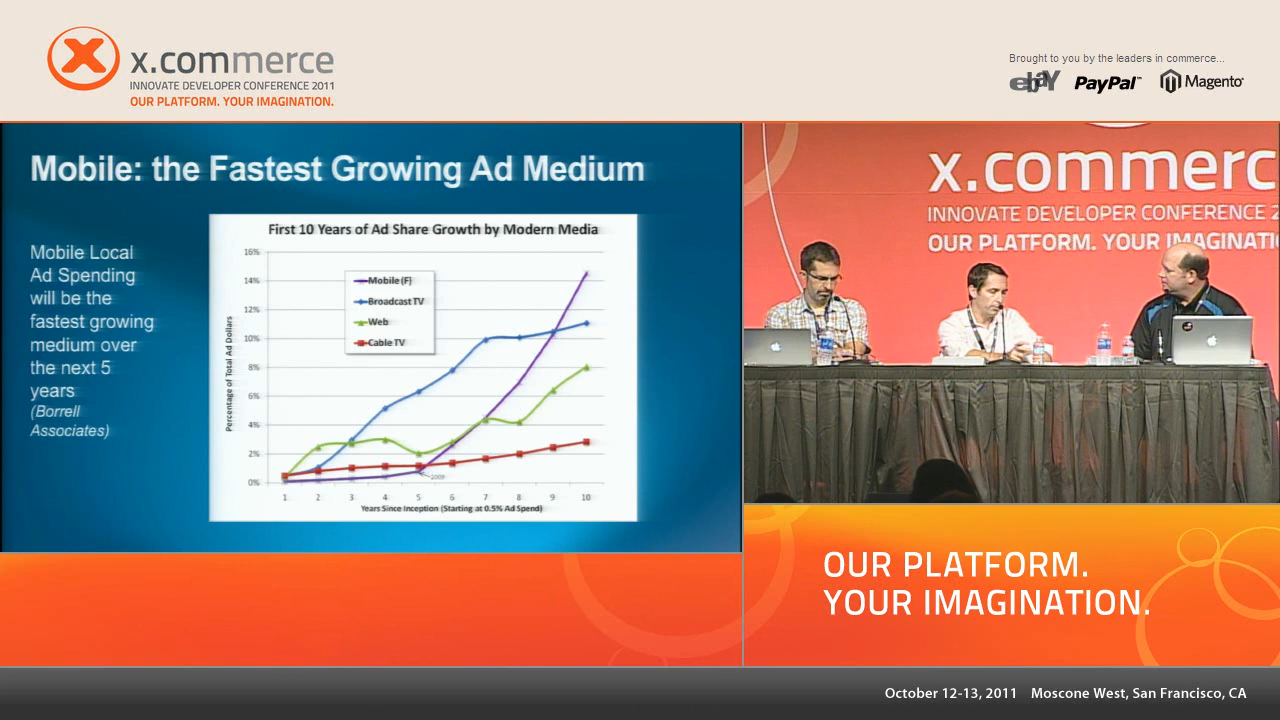 x.commerce
INNOVATE DEVELOPER CONFERENCE 2011
OUR PLATFORM. YOUR IMAGINATION.
Brought to you by the leaders in commerce...
ebaY PayPal™ Magento®
Mobile: the Fastest Growing Ad Medium
Mobile Local
Ad Spending
will be the
fastest growing
medium over
the next 5
years
(Borrell
Associates)
First 10 Years of Ad Share Growth by Modern Media
16%
14%
12%
10%
8%
6%
4%
2%
0%
Percentage of Total Ad Dollars
Mobile (F)
Broadcast TV
Web
Cable TV
2009
1 2 3 4 5 6 7 8 9 10
Years Since Inception (Starting at 0.5% Ad Spend)
x.commerc
INNOVATE DEVELOPER CONFERENCE 2
OUR PLATFORM. YOUR IMAGINATI
OUR PLATFORM.
YOUR IMAGINATION.
October 12-13, 2011 Moscone West, San Francisco, CA